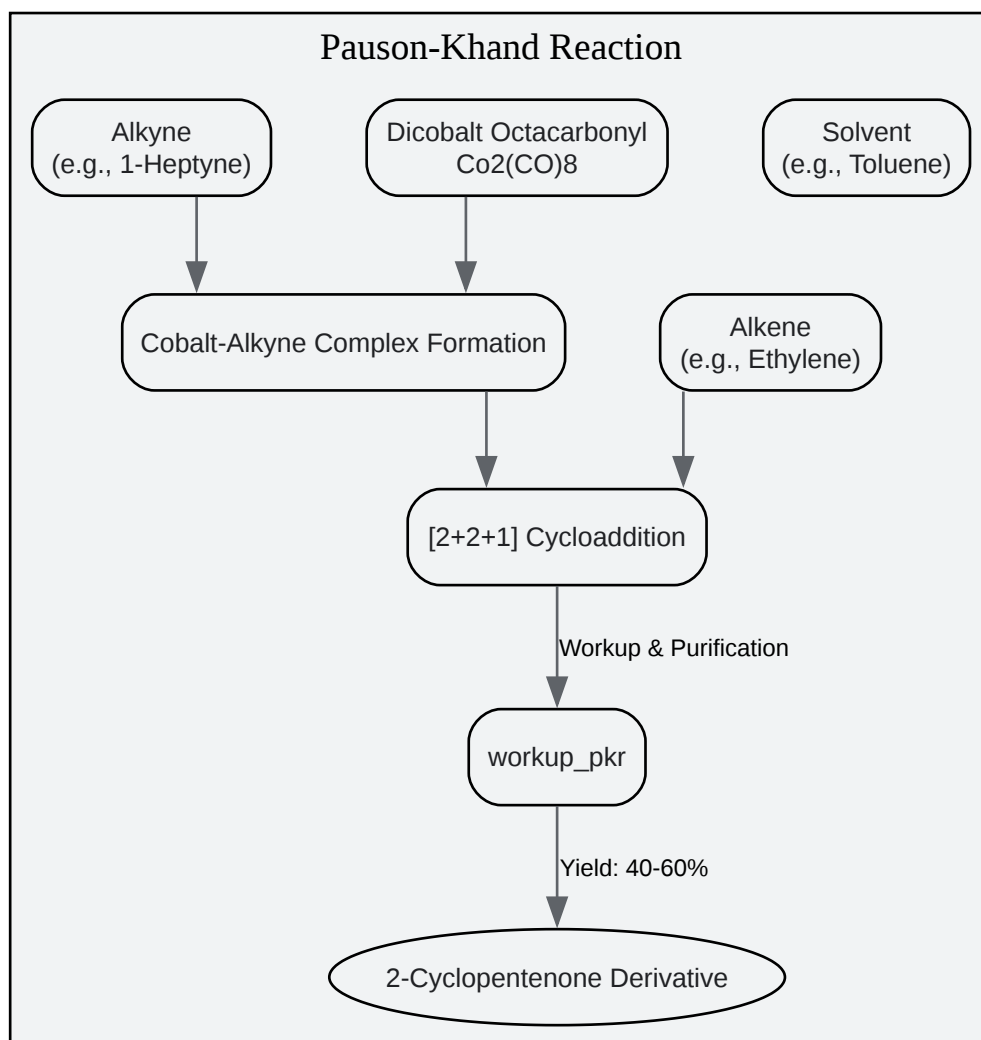 Pauson-Khand Reaction
Alkyne
(e.g., 1-Heptyne)
Dicobalt Octacarbonyl
Co2(CO)8
Solvent
(e.g., Toluene)
Cobalt-Alkyne Complex Formation
Alkene
(e.g., Ethylene)
[2+2+1] Cycloaddition
Workup & Purification
workup_pkr
Yield: 40-60%
2-Cyclopentenone Derivative